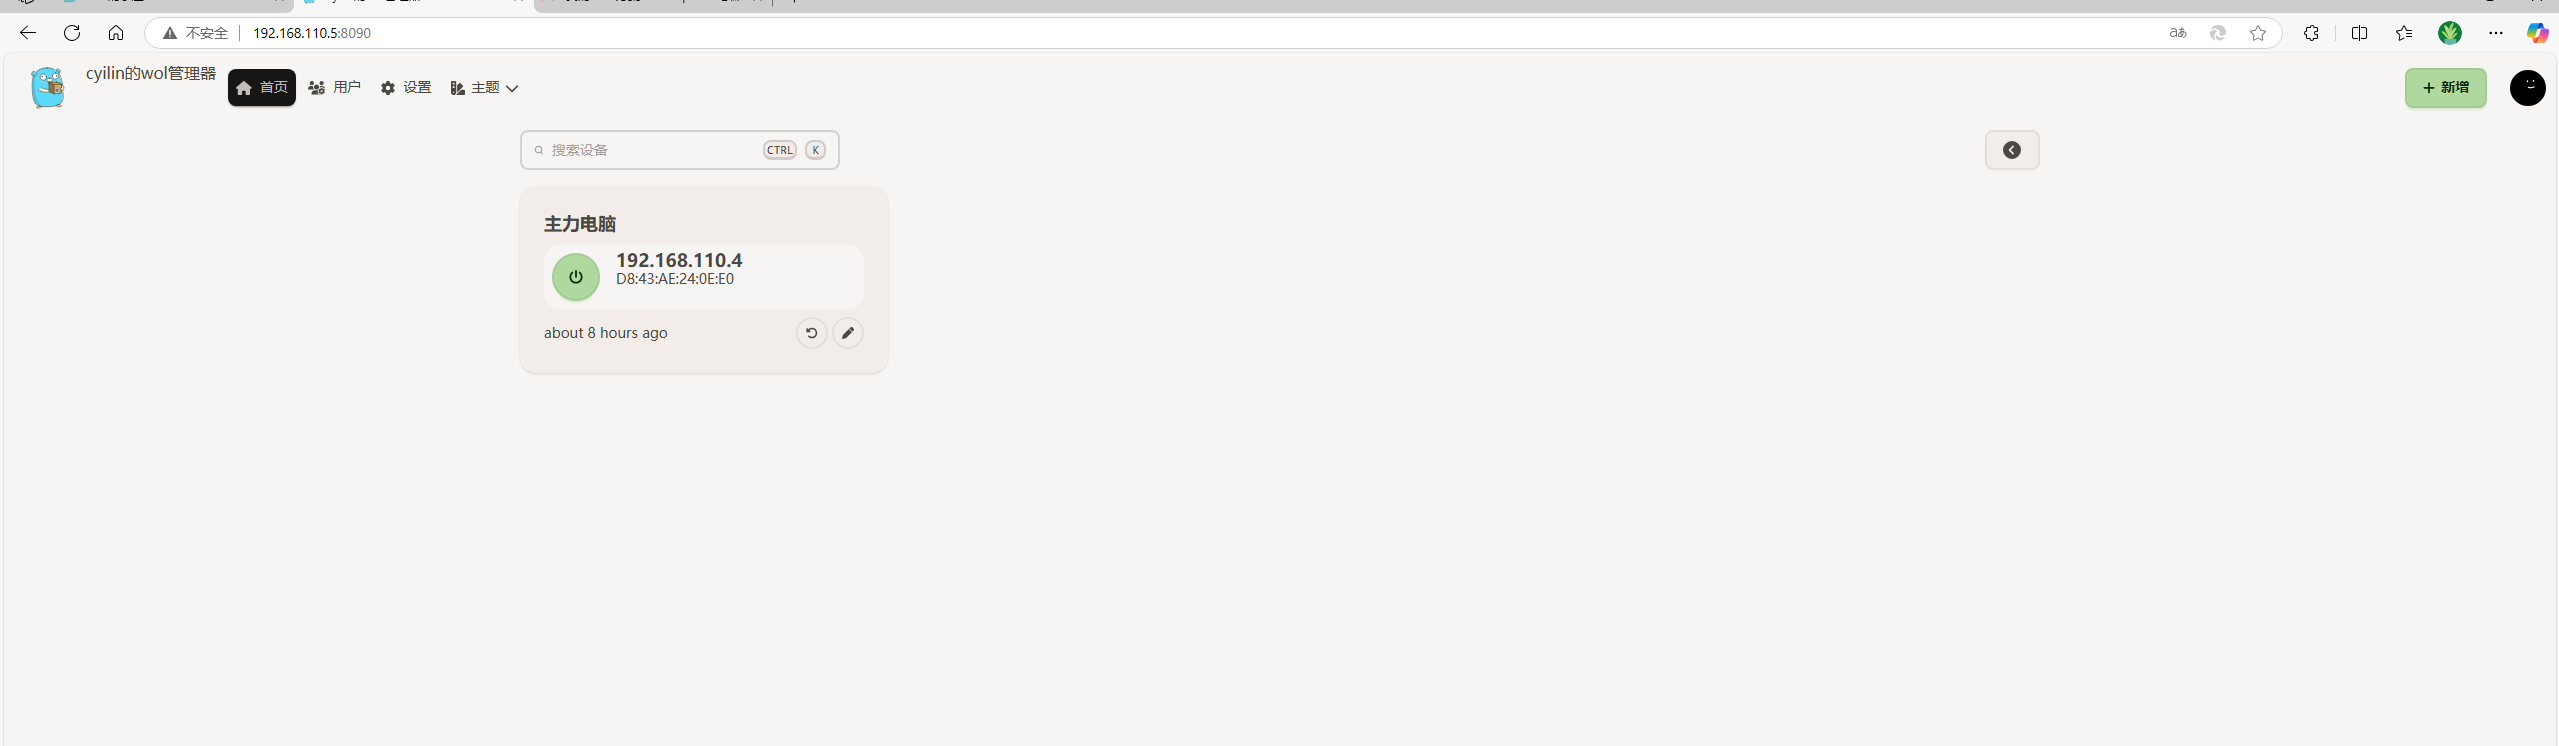 不安全
192.168.110.5:8090
aあ
cyilin的wol管理器
首页
用户
设置
主题
新增
搜索设备
CTRL K
主力电脑
192.168.110.4
D8:43:AE:24:0E:E0
about 8 hours ago